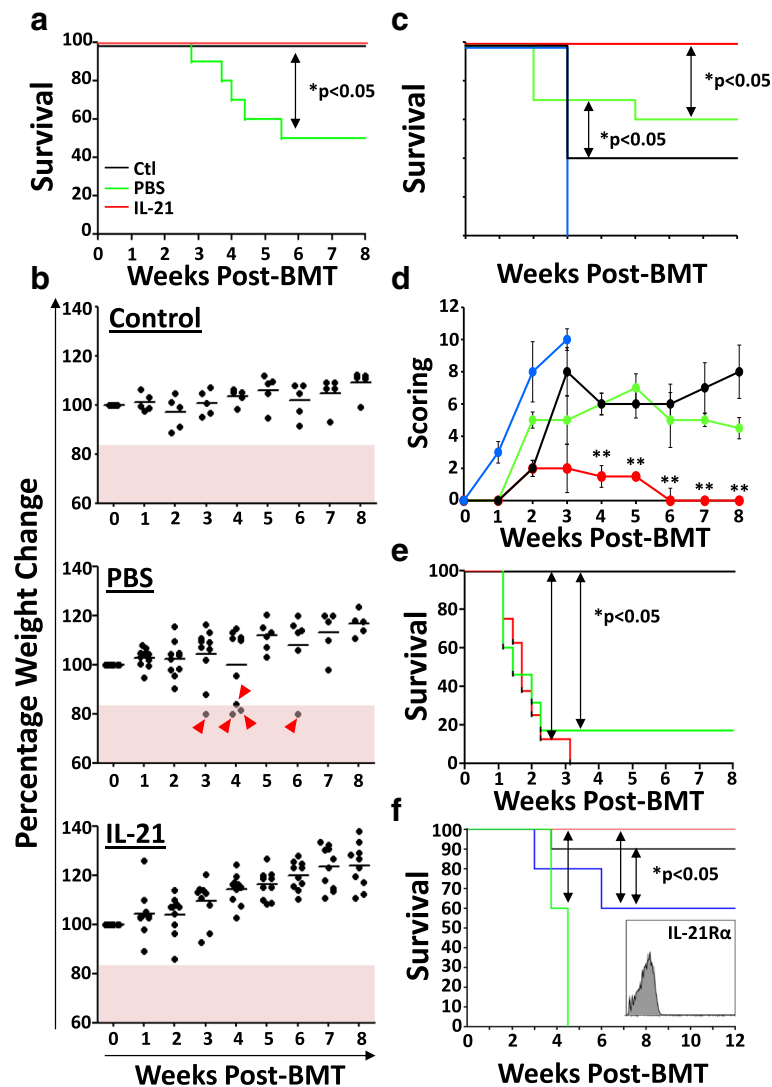 a
100
80
60
40
20
0
Survival
Ctl
PBS
IL-21
*p<0.05
0 1 2 3 4 5 6 7 8
Weeks Post-BMT
b
Percentage Weight Change
Control
140
120
100
80
60
0 1 2 3 4 5 6 7 8
PBS
140
120
100
80
60
0 1 2 3 4 5 6 7 8
IL-21
140
120
100
80
60
0 1 2 3 4 5 6 7 8
Weeks Post-BMT
c
Survival
*p<0.05
*p<0.05
Weeks Post-BMT
d
12
10
8
6
4
2
0
Scoring
** ** ** ** **
0 1 2 3 4 5 6 7 8
Weeks Post-BMT
e
100
80
60
40
20
0
Survival
*p<0.05
0 1 2 3 4 5 6 7 8
Weeks Post-BMT
f
100
90
80
70
60
50
40
30
20
10
0
Survival
*p<0.05
IL-21Rα
0 2 4 6 8 10 12
Weeks Post-BMT